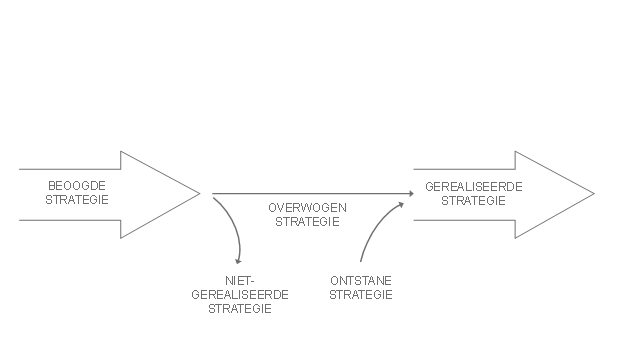 BEOOGDE
STRATEGIE
OVERWOGEN
STRATEGIE
GEREALISEERDE
STRATEGIE
NIET-
GEREALISEERDE
STRATEGIE
ONTSTANE
STRATEGIE